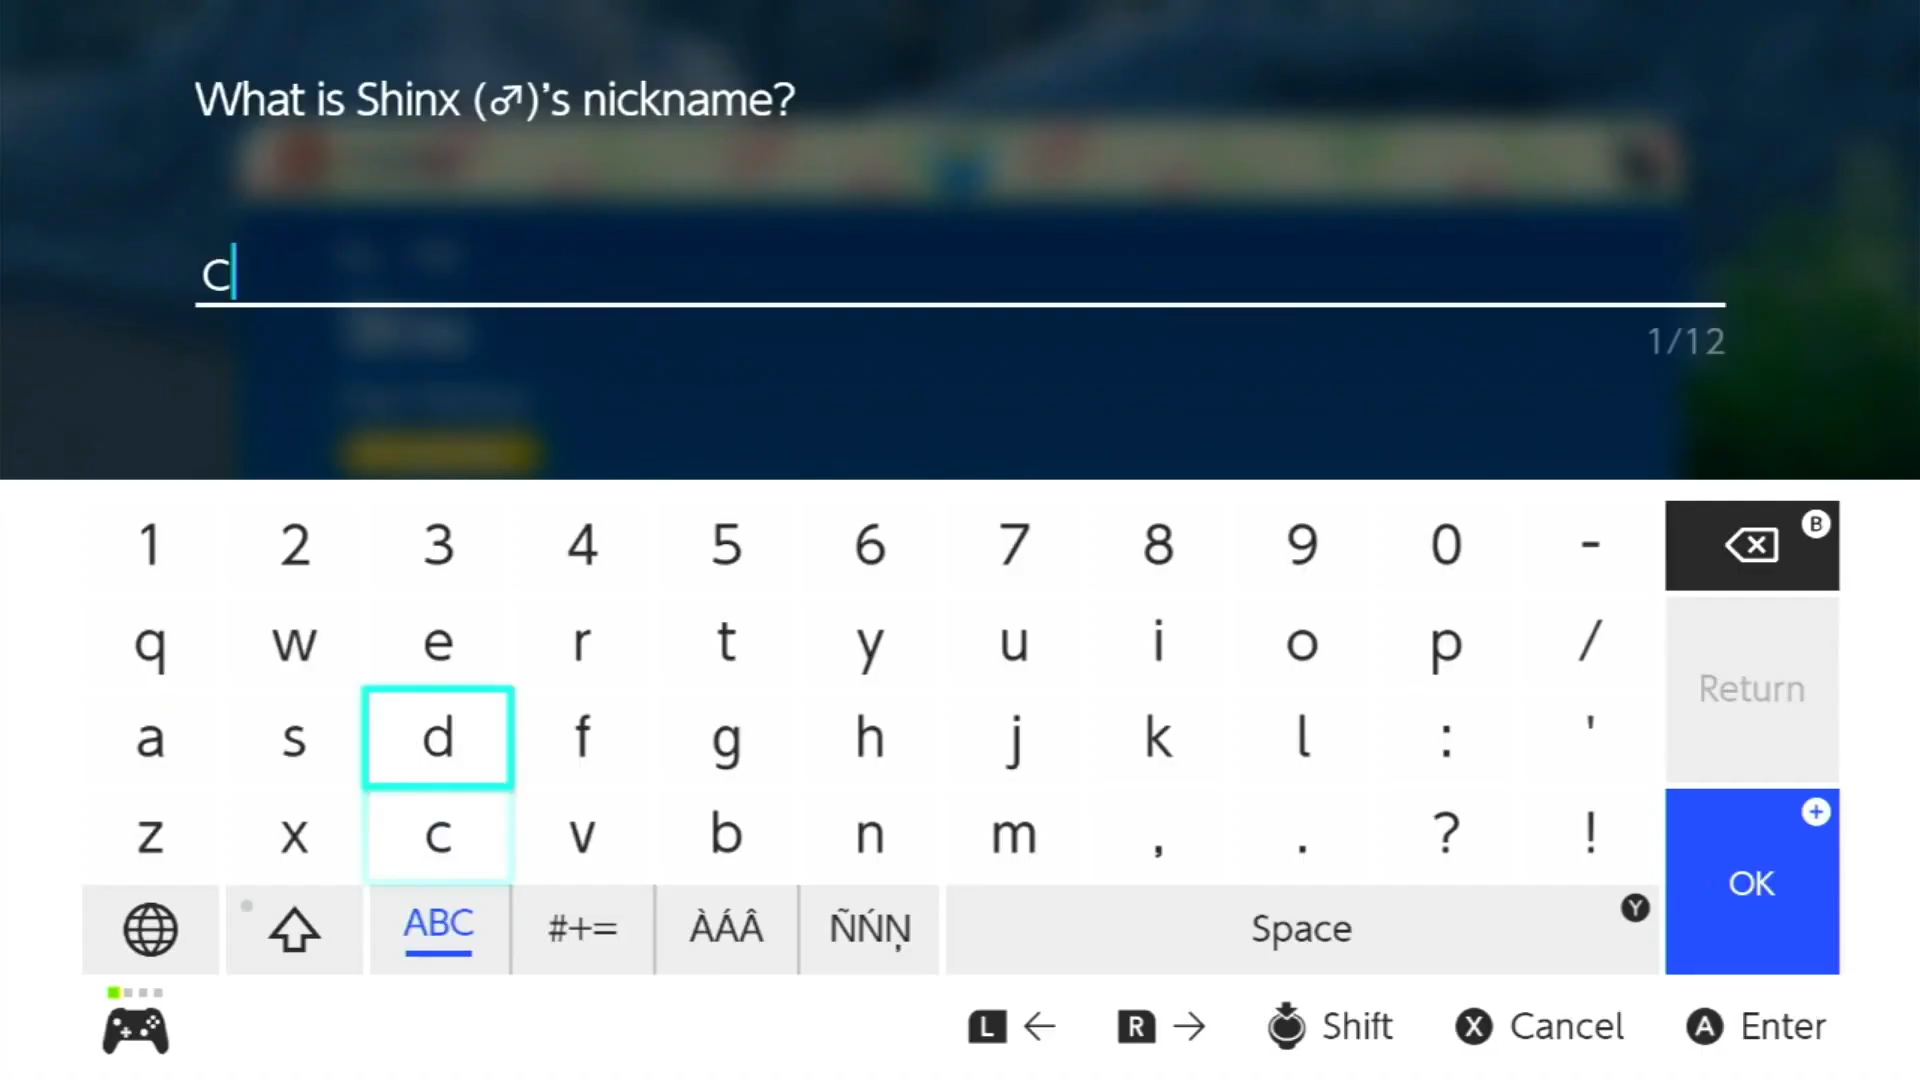 What is Shinx (♂)’s nickname?
C
1/12
1 2 3 4 5 6 7 8 9 0 - B
q w e r t y u i o p / Return
a s d f g h j k l : '
z x c v b n m , . ? ! + OK
ABC #+= ÀÁÂ ÑŃŅ Space Y
L ← R → Shift X Cancel A Enter